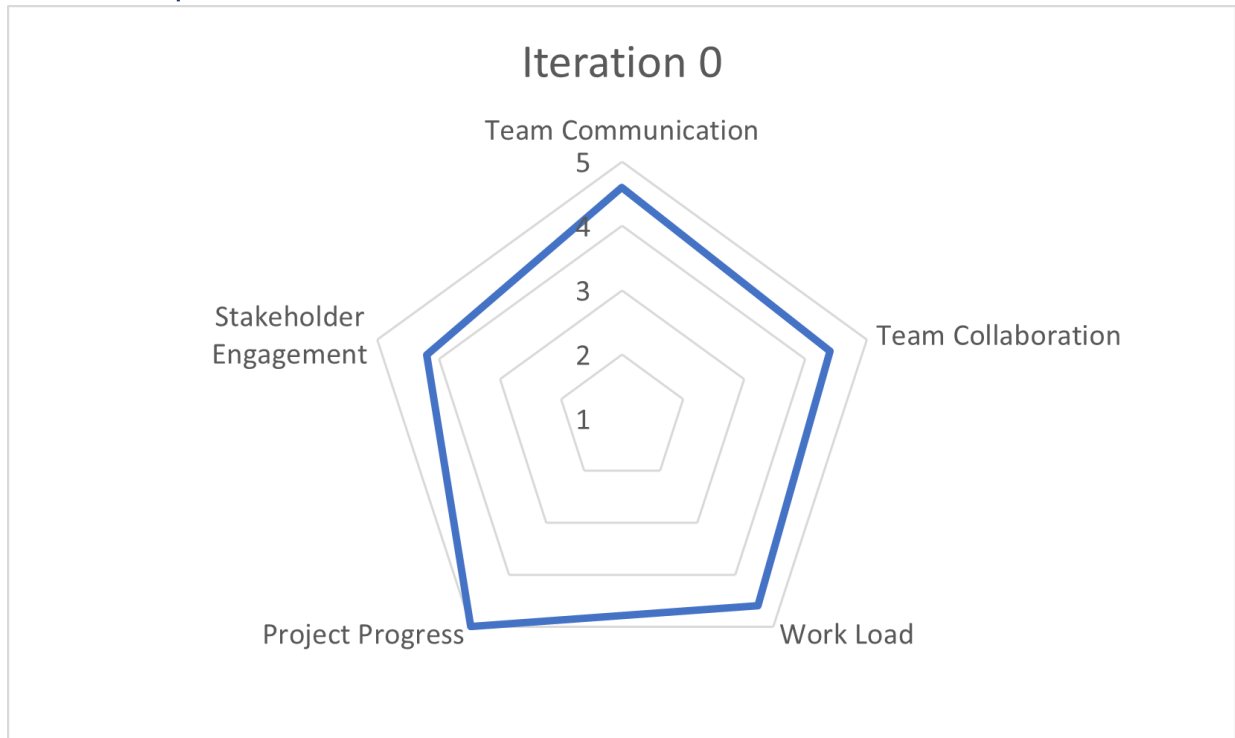 Iteration 0
Team Communication
5
4
3
2
1
Stakeholder
Engagement
Team Collaboration
Project Progress
Work Load